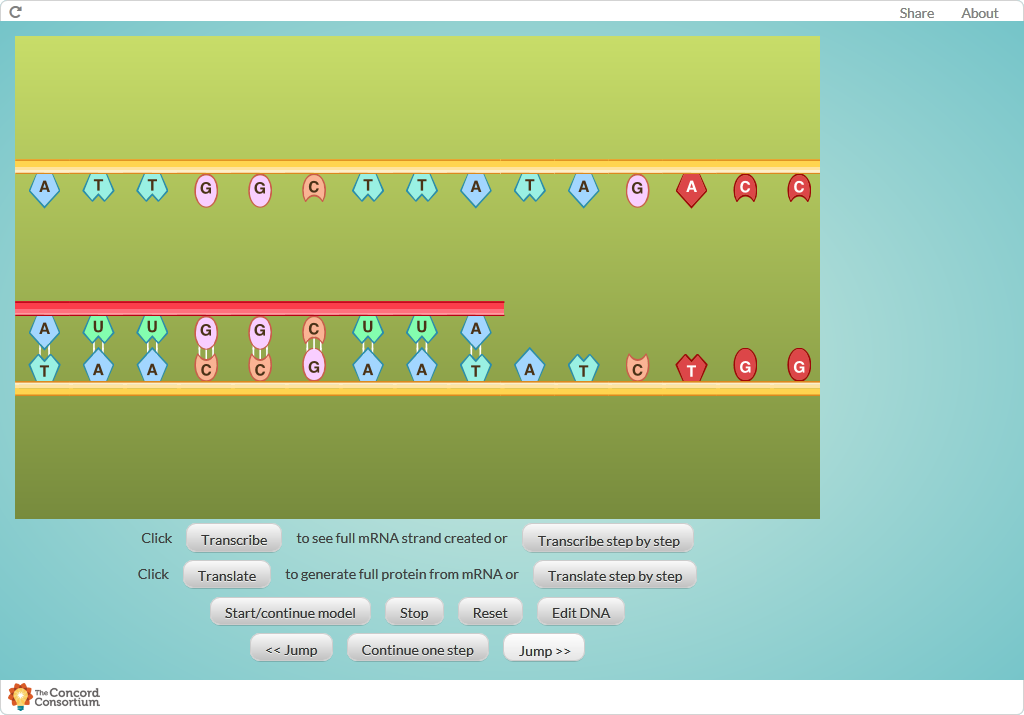 Share About
A T T G G C T T A T A G A C C
A U U G G C U U A
T A A C C G A A T A T C T G G
Click Transcribe to see full mRNA strand created or Transcribe step by step
Click Translate to generate full protein from mRNA or Translate step by step
Start/continue model Stop Reset Edit DNA
<< Jump Continue one step Jump >>
The Concord
Consortium